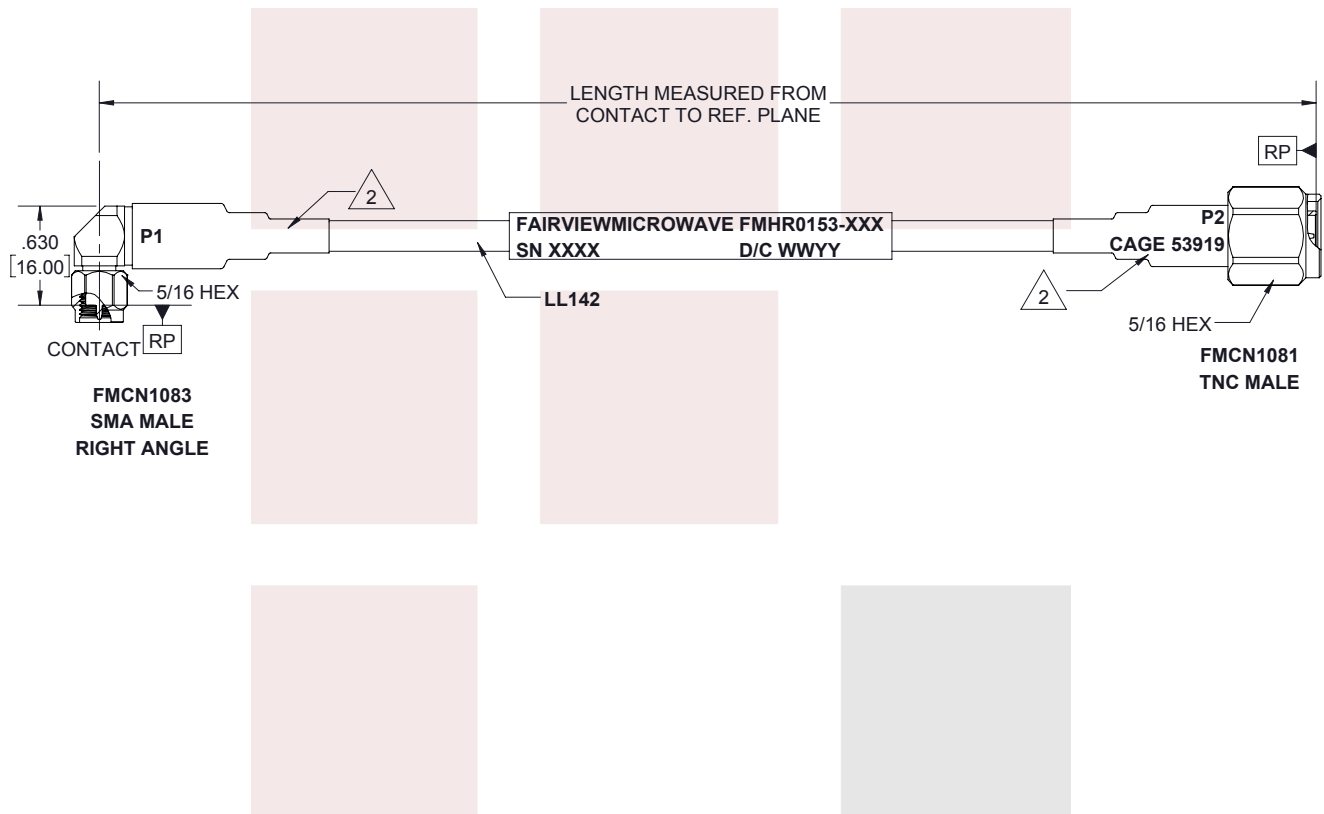 LENGTH MEASURED FROM
CONTACT TO REF. PLANE
RP
2
P1
.630
[16.00]
FAIRVIEWMICROWAVE FMHR0153-XXX
SN XXXX D/C WWYY
P2
CAGE 53919
5/16 HEX
LL142
2
CONTACT
RP
5/16 HEX
FMCN1083
SMA MALE
RIGHT ANGLE
FMCN1081
TNC MALE